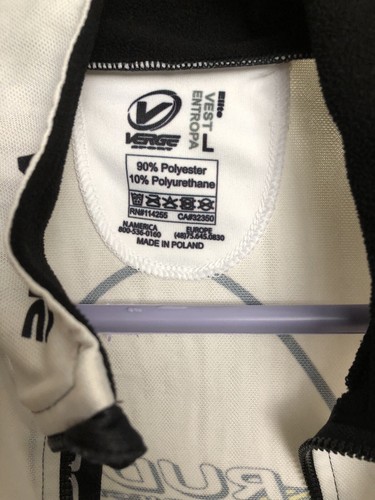 Elite
VEST
ENTROPA
L
VERGE
90% Polyester
10% Polyurethane
RN#114255 CA#32350
N.AMERICA EUROPE
800-536-0160 (48)75.645.0830
MADE IN POLAND